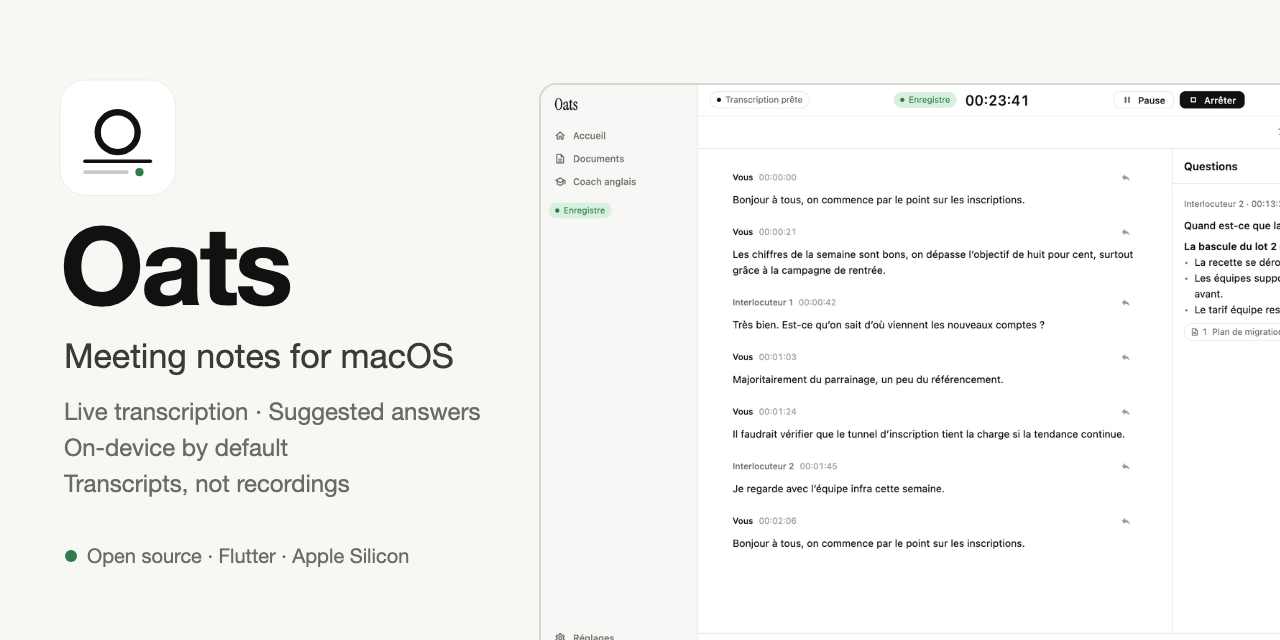 Oats
Meeting notes for macOS
Live transcription · Suggested answers
On-device by default
Transcripts, not recordings
Open source · Flutter · Apple Silicon
Oats
Accueil
Documents
Coach anglais
Enregistre
Réglages
Transcription prête
Enregistre 00:23:41
Pause
Arrêter
Vous 00:00:00
Bonjour à tous, on commence par le point sur les inscriptions.
Vous 00:00:21
Les chiffres de la semaine sont bons, on dépasse l’objectif de huit pour cent, surtout
grâce à la campagne de rentrée.
Interlocuteur 1 00:00:42
Très bien. Est-ce qu’on sait d’où viennent les nouveaux comptes ?
Vous 00:01:03
Majoritairement du parrainage, un peu du référencement.
Vous 00:01:24
Il faudrait vérifier que le tunnel d’inscription tient la charge si la tendance continue.
Interlocuteur 2 00:01:45
Je regarde avec l’équipe infra cette semaine.
Vous 00:02:06
Bonjour à tous, on commence par le point sur les inscriptions.
Questions
Interlocuteur 2 · 00:13:
Quand est-ce que la
La bascule du lot 2
• La recette se déro
• Les équipes suppo
avant.
• Le tarif équipe res
1 Plan de migration